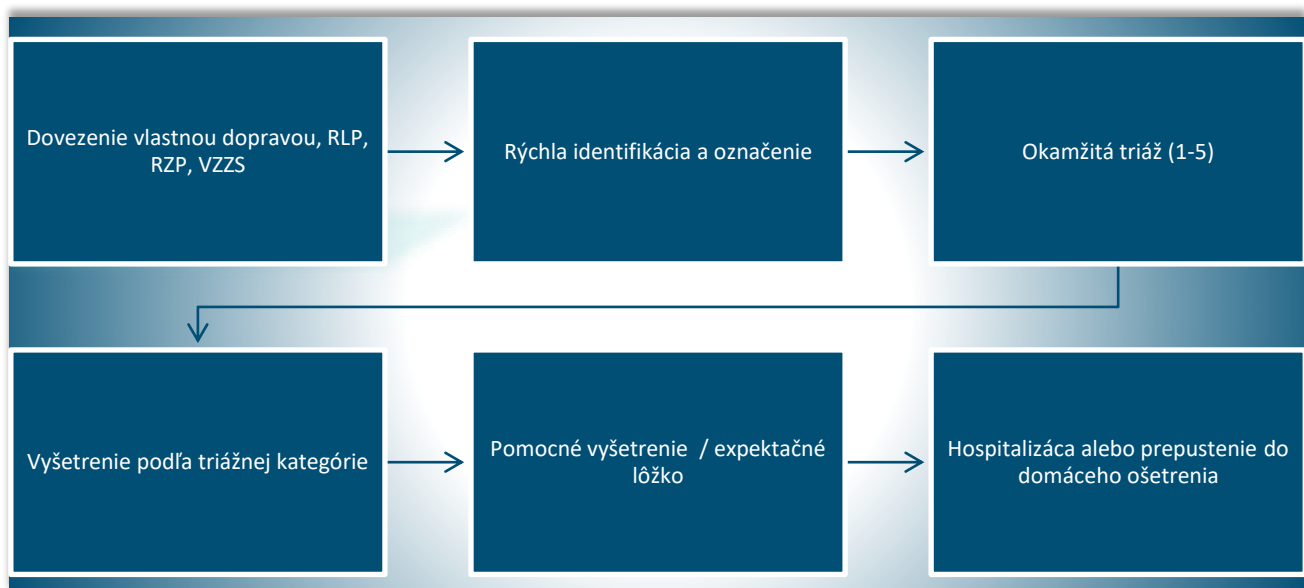 Dovezenie vlastnou dopravou, RLP,
RZP, VZZS
Rýchla identifikácia a označenie
Okamžitá triáž (1-5)
Vyšetrenie podľa triážnej kategórie
Pomocné vyšetrenie / expektačné
lôžko
Hospitalizáca alebo prepustenie do
domáceho ošetrenia